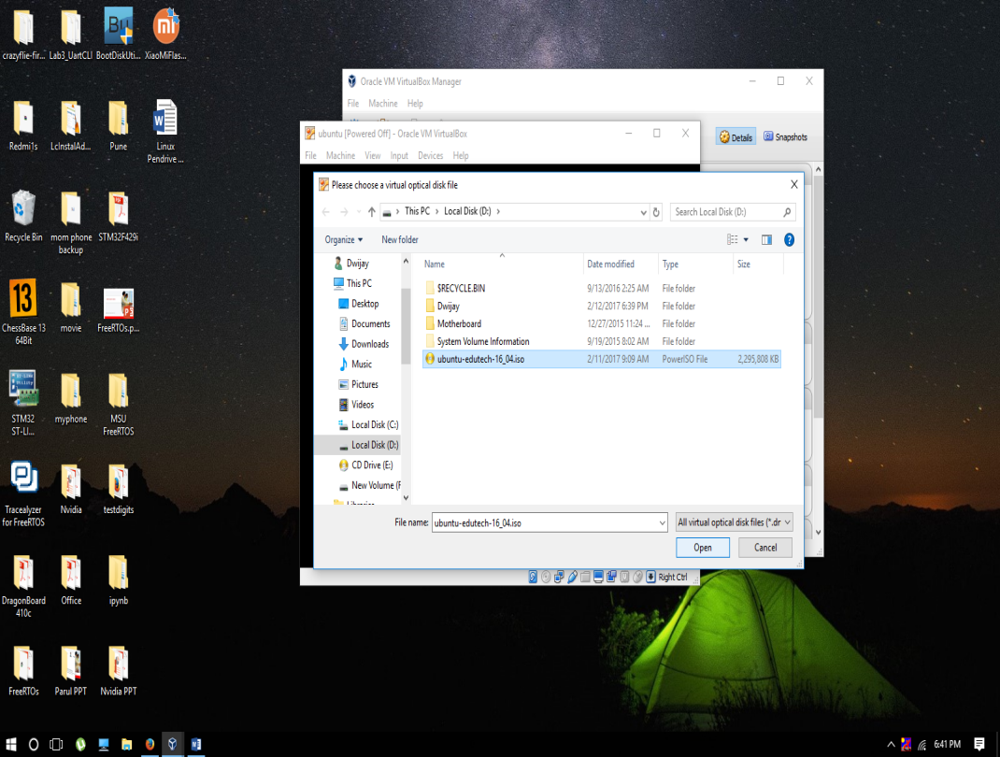 crazyflie-fir... Lab3_UartCLI BootDiskUti... XiaoMiFlas...
Redmi1s LcInstalAd... Pune Linux
Pendrive ...
Recycle Bin mom phone
backup STM32F429i
13
ChessBase 13
64Bit movie FreeRTOs.p...
STM32
ST-LI... myphone MSU
FreeRTOS
Tracealyzer
for FreeRTOS Nvidia testdigits
DragonBoard
410c Office ipynb
FreeRTOs Parul PPT Nvidia PPT
Oracle VM VirtualBox Manager
File Machine Help
Details Snapshots
ubuntu [Powered Off] - Oracle VM VirtualBox
File Machine View Input Devices Help
Please choose a virtual optical disk file
This PC > Local Disk (D:) >
Search Local Disk (D:)
Organize New folder
Dwijay
This PC
Desktop
Documents
Downloads
Music
Pictures
Videos
Local Disk (C:)
Local Disk (D:)
CD Drive (E:)
New Volume (F
Libraries
Name Date modified Type Size
$RECYCLE.BIN 9/13/2016 2:25 AM File folder
Dwijay 2/12/2017 6:39 PM File folder
Motherboard 12/27/2015 11:24 ... File folder
System Volume Information 9/19/2015 8:02 AM File folder
ubuntu-edutech-16_04.iso 2/11/2017 9:09 AM PowerISO File 2,295,808 KB
File name: ubuntu-edutech-16_04.iso All virtual optical disk files (*.dr
Open Cancel
Right Ctrl
6:41 PM